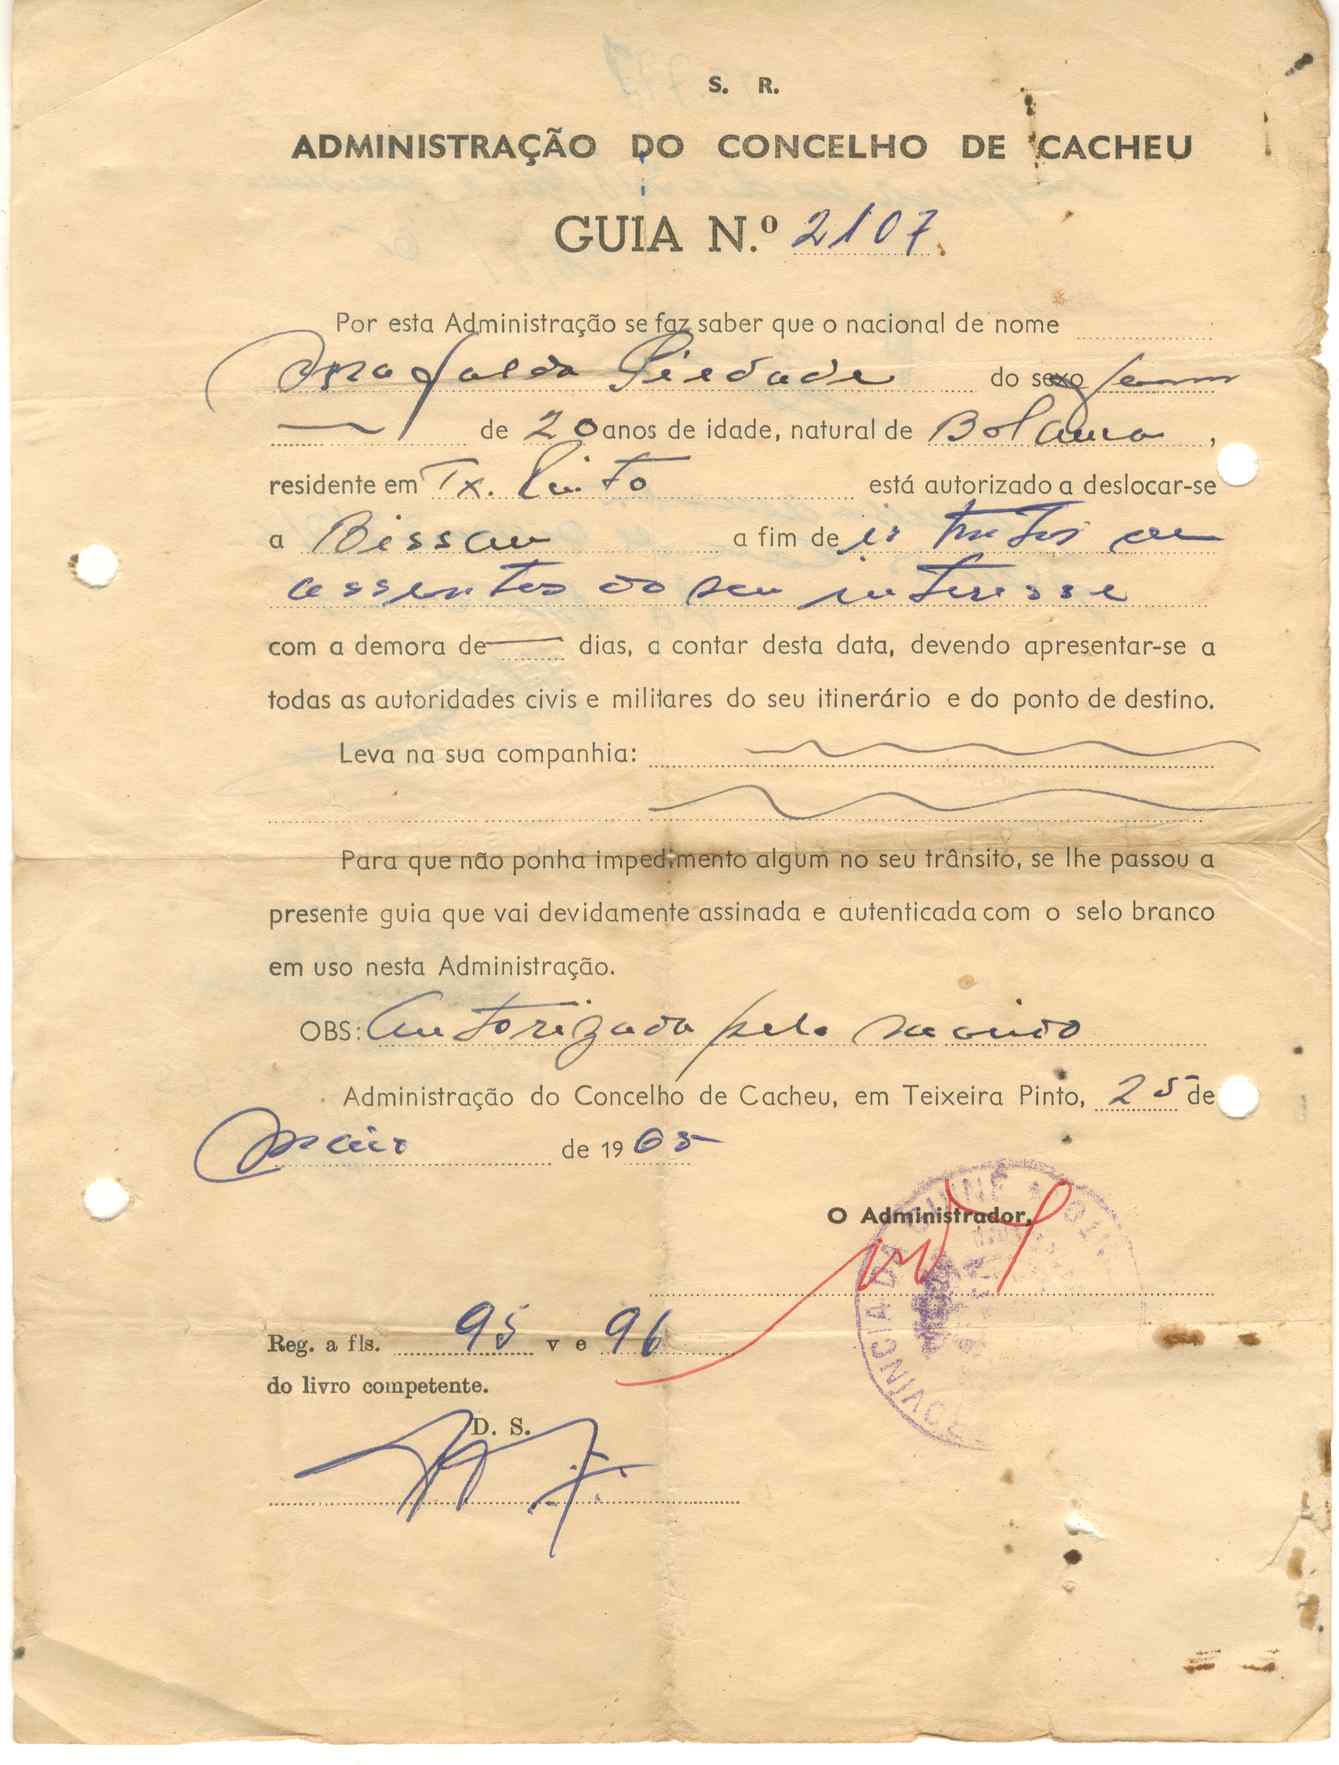 S. R.
ADMINISTRAÇÃO DO CONCELHO DE CACHEU
GUIA N.º 2107
Por esta Administração se faz saber que o nacional de nome
Mafalda Piedade do sexo
de 20 anos de idade, natural de Bolama,
residente em Tx. Pinto está autorizado a deslocar-se
a Bissau a fim de ir tratar de
assuntos do seu interesse
com a demora de — dias, a contar desta data, devendo apresentar-se a
todas as autoridades civis e militares do seu itinerário e do ponto de destino.
Leva na sua companhia:
Para que não ponha impedimento algum no seu trânsito, se lhe passou a
presente guia que vai devidamente assinada e autenticada com o selo branco
em uso nesta Administração.
OBS: Autorizada pelo marido
Administração do Concelho de Cacheu, em Teixeira Pinto, 25 de
Maio de 1965
O Administrador,
PROVINCIA DA GUINÉ
Reg. a fls. 95 v e 96
do livro competente.
D. S.